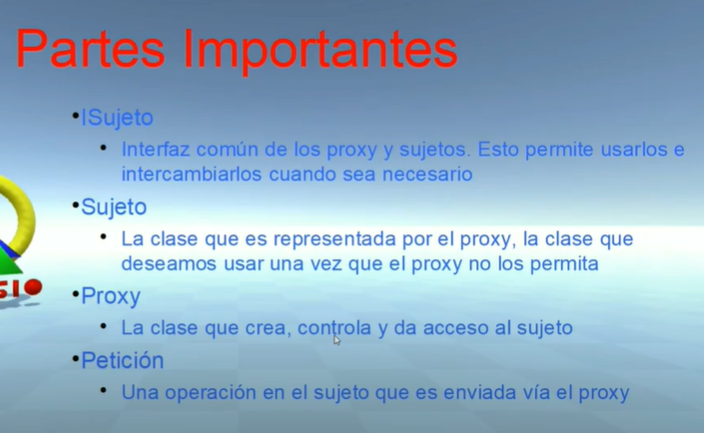 Partes Importantes
•ISujeto
• Interfaz común de los proxy y sujetos. Esto permite usarlos e
intercambiarlos cuando sea necesario
•Sujeto
• La clase que es representada por el proxy, la clase que
deseamos usar una vez que el proxy no los permita
•Proxy
• La clase que crea, controla y da acceso al sujeto
•Petición
• Una operación en el sujeto que es enviada vía el proxy